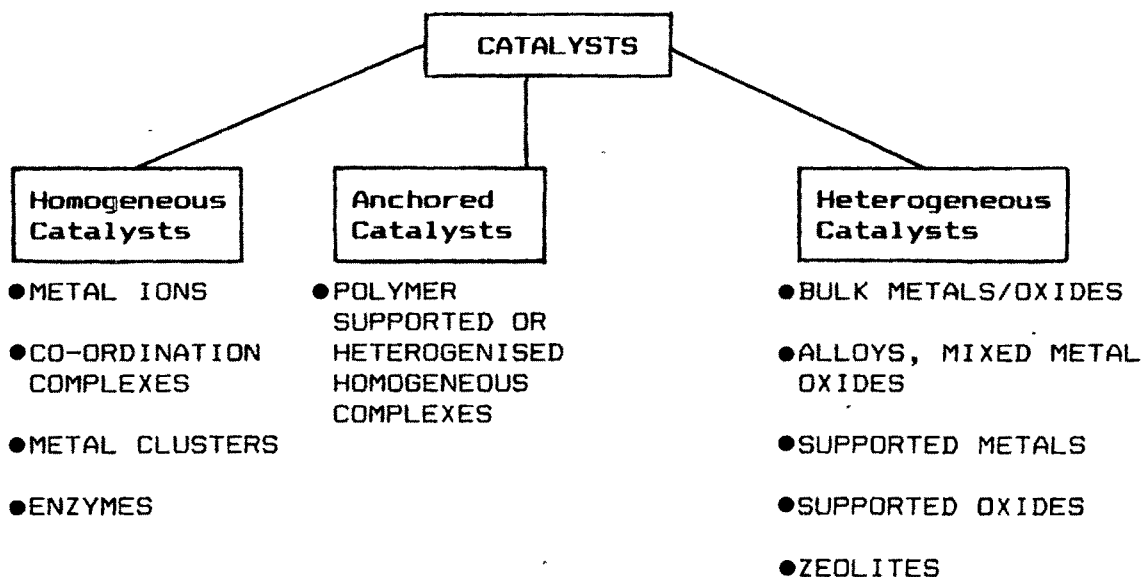 CATALYSTS
Homogeneous
Catalysts
●METAL IONS
●CO-ORDINATION
COMPLEXES
●METAL CLUSTERS
●ENZYMES
Anchored
Catalysts
●POLYMER
SUPPORTED OR
HETEROGENISED
HOMOGENEOUS
COMPLEXES
Heterogeneous
Catalysts
●BULK METALS/OXIDES
●ALLOYS, MIXED METAL
OXIDES
●SUPPORTED METALS
●SUPPORTED OXIDES
●ZEOLITES